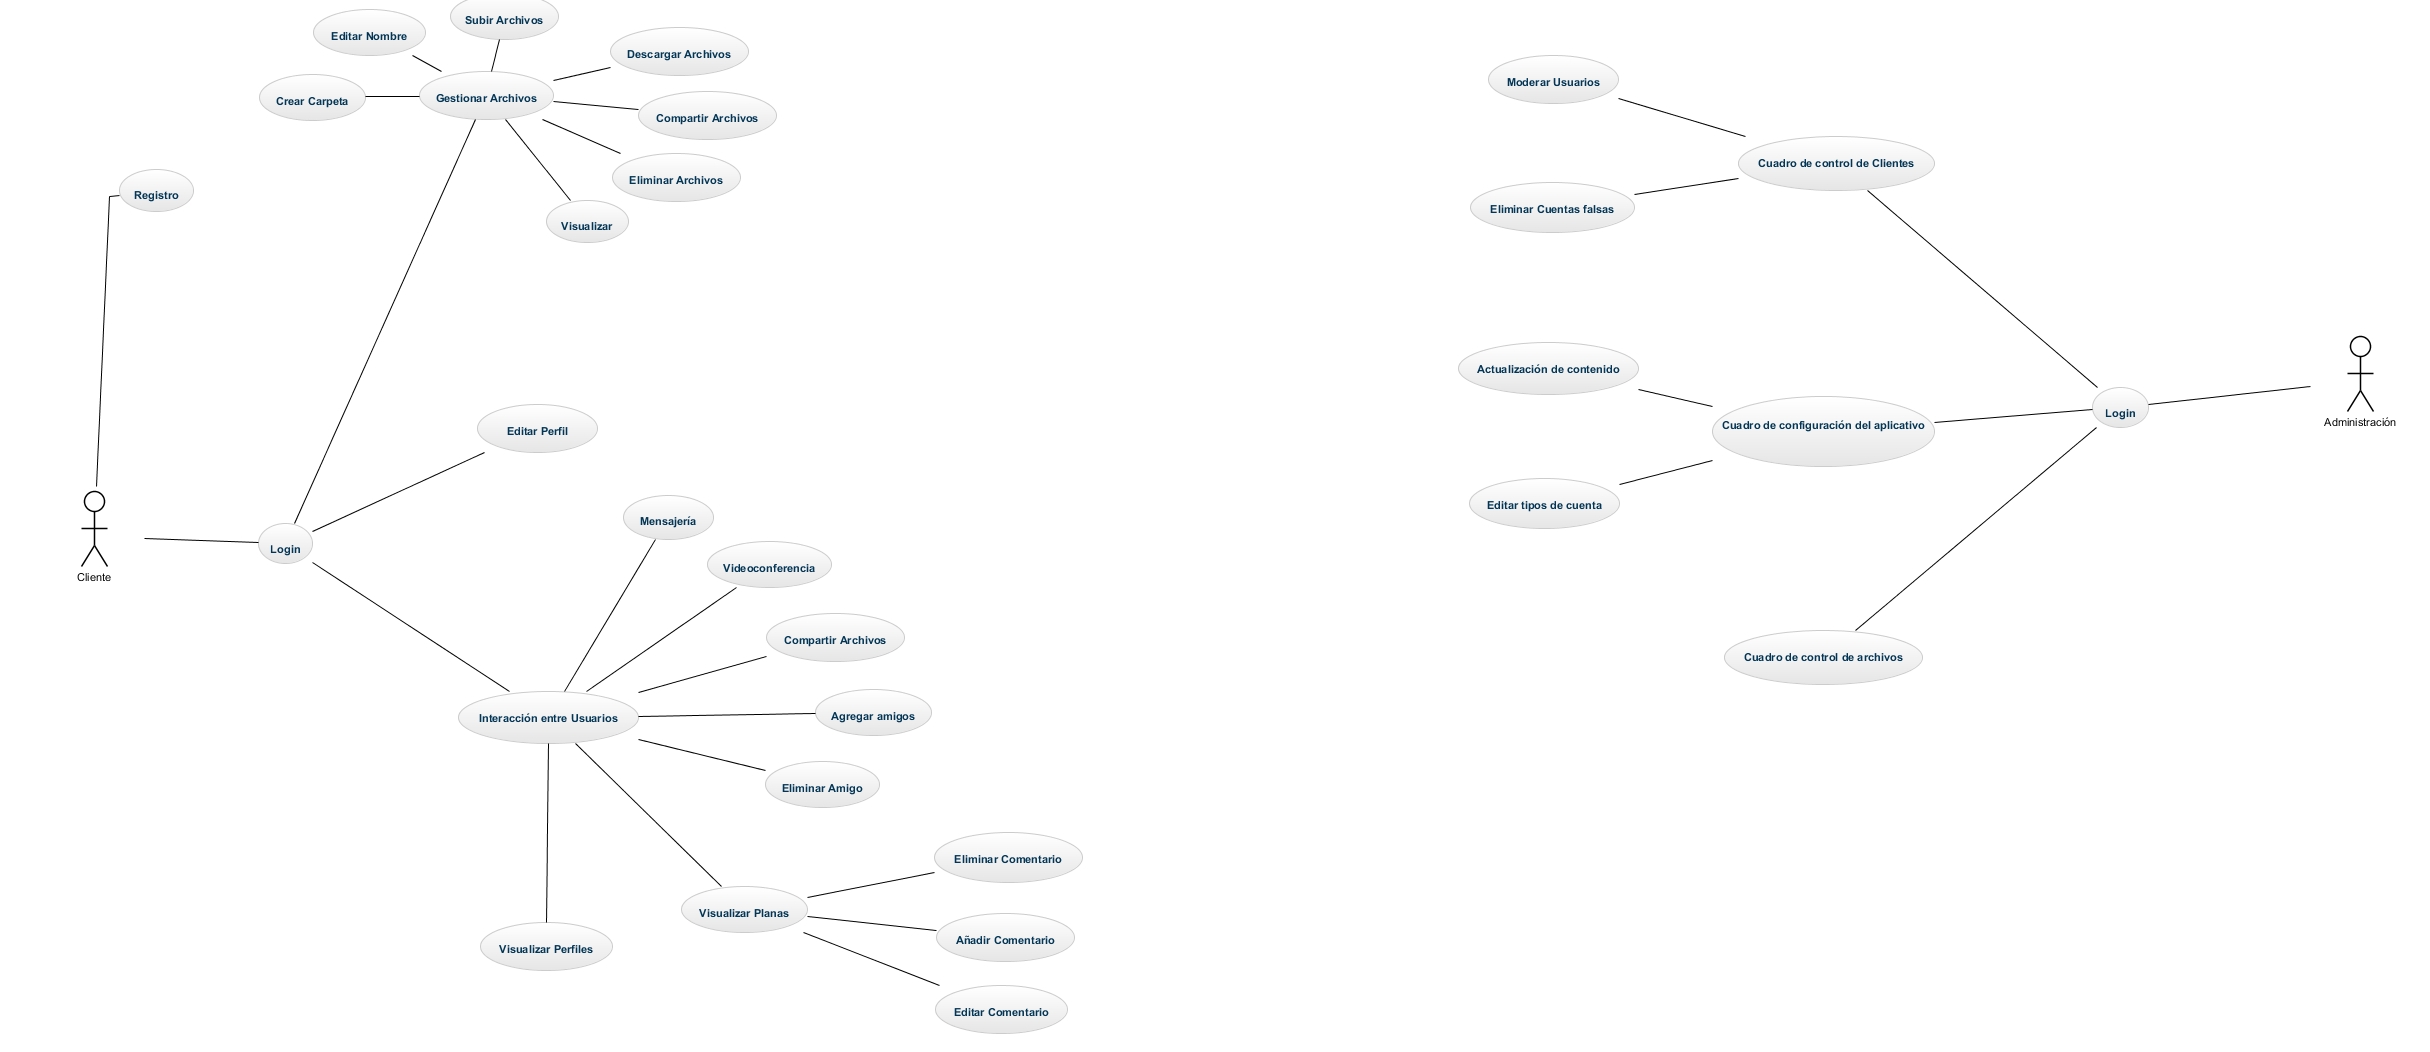 Subir Archivos
Editar Nombre
Descargar Archivos
Crear Carpeta
Gestionar Archivos
Compartir Archivos
Eliminar Archivos
Registro
Visualizar
Editar Perfil
Mensajería
Login
Videoconferencia
Cliente
Compartir Archivos
Interacción entre Usuarios
Agregar amigos
Eliminar Amigo
Eliminar Comentario
Visualizar Planas
Añadir Comentario
Visualizar Perfiles
Editar Comentario
Moderar Usuarios
Cuadro de control de Clientes
Eliminar Cuentas falsas
Actualización de contenido
Cuadro de configuración del aplicativo
Login
Administración
Editar tipos de cuenta
Cuadro de control de archivos